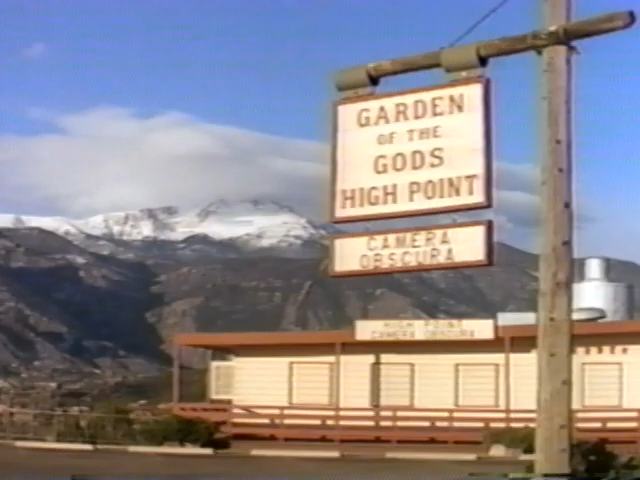 GARDEN
OF THE
GODS
HIGH POINT
CAMERA
OBSCURA
HIGH POINT
CAMERA OBSCURA